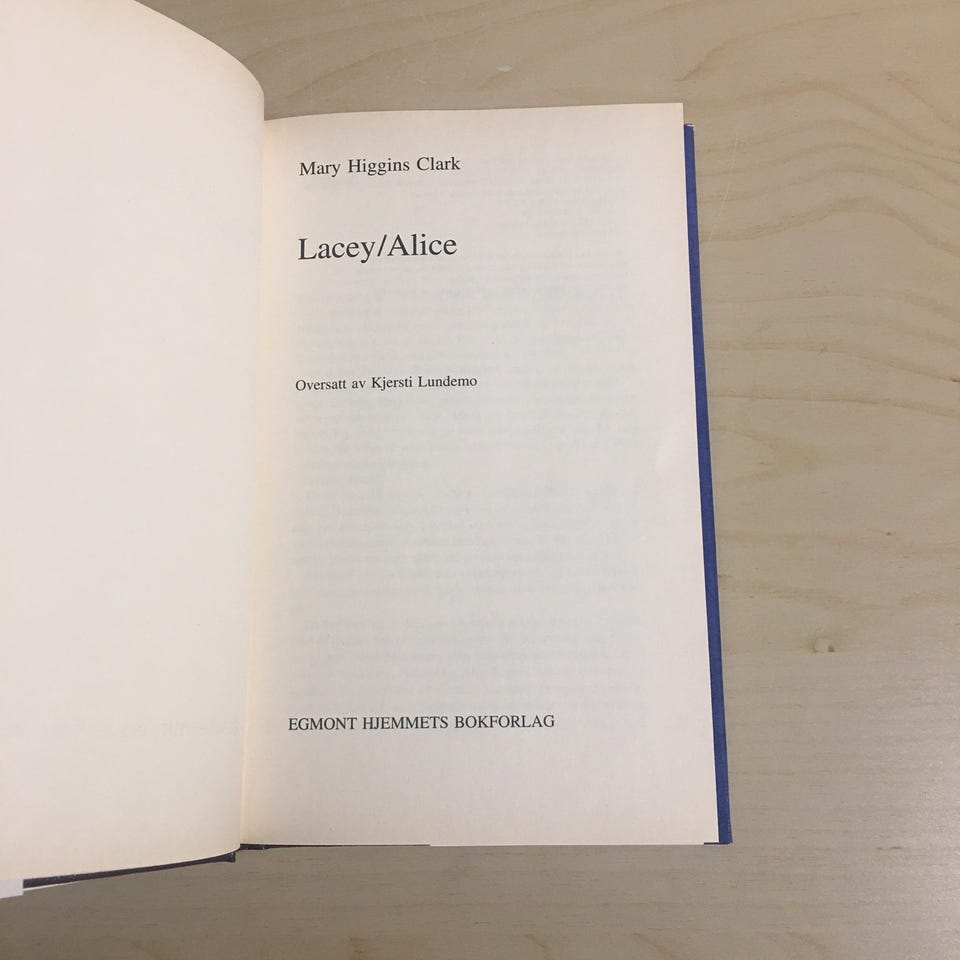 Mary Higgins Clark
Lacey/Alice
Oversatt av Kjersti Lundemo
EGMONT HJEMMETS BOKFORLAG